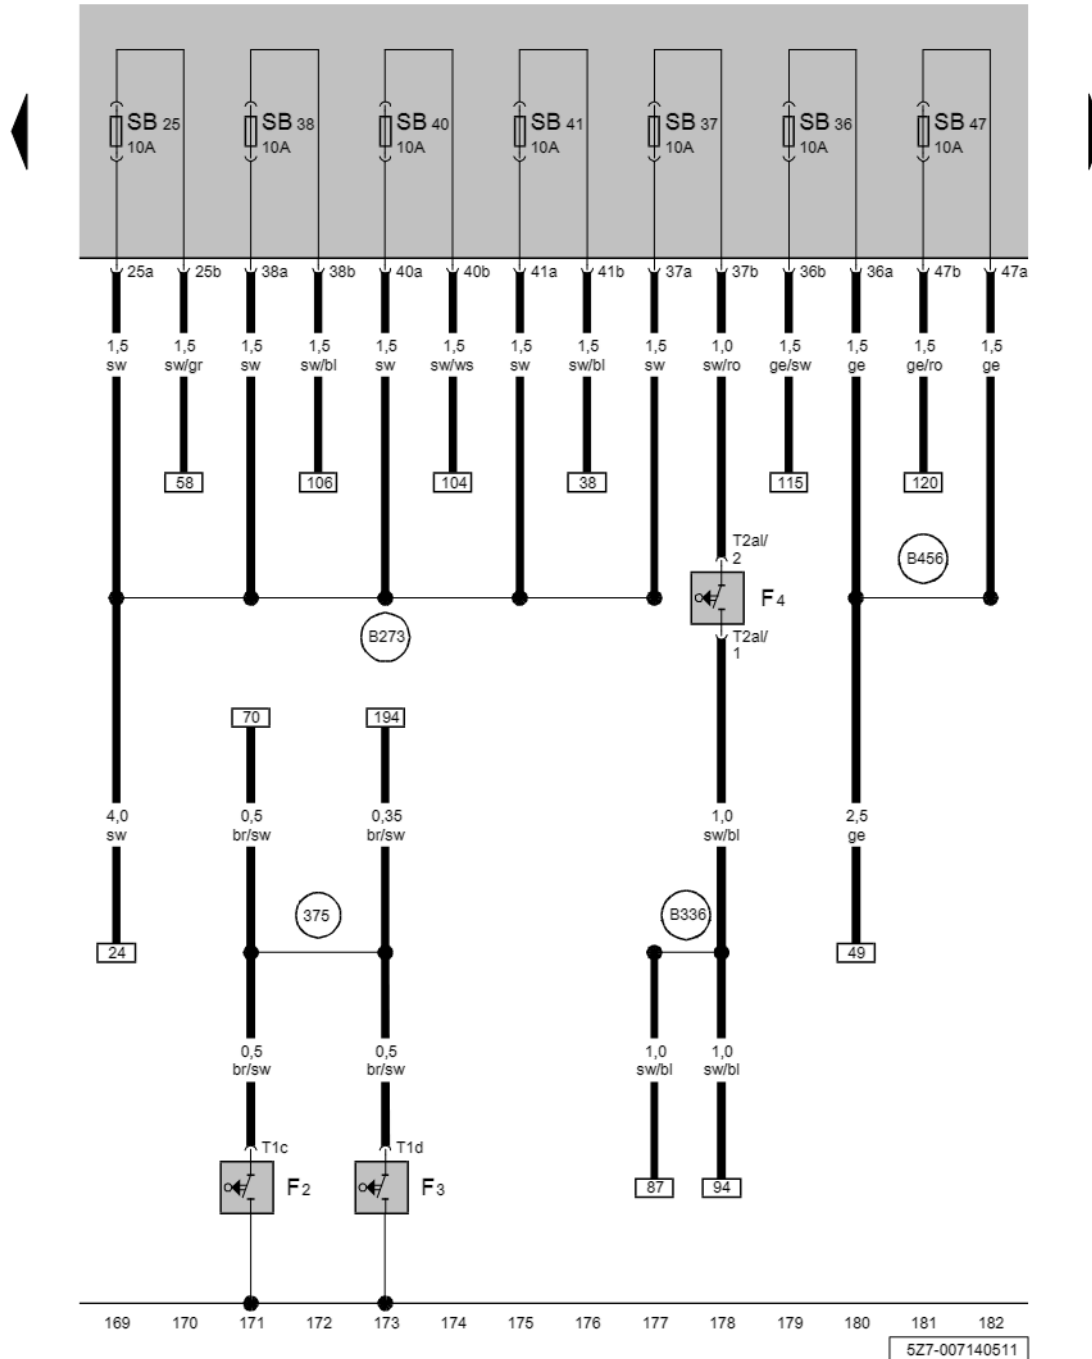 SB 25 SB 38 SB 40 SB 41 SB 37 SB 36 SB 47
10A 10A 10A 10A 10A 10A 10A
25a 25b 38a 38b 40a 40b 41a 41b 37a 37b 36b 36a 47b 47a
1,5 1,5 1,5 1,5 1,5 1,5 1,5 1,5 1,5 1,0 1,5 1,5 1,5 1,5
sw sw/gr sw sw/bl sw sw/ws sw sw/bl sw sw/ro ge/sw ge ge/ro ge
58 106 104 38 115 120
T2al/
2
B456
F4
B273
T2al/
1
70 194
4,0 0,5 0,35 1,0 2,5
sw br/sw br/sw sw/bl ge
375 B336
24 49
0,5 0,5 1,0 1,0
br/sw br/sw sw/bl sw/bl
T1c T1d
F2 F3 87 94
169 170 171 172 173 174 175 176 177 178 179 180 181 182
5Z7-007140511